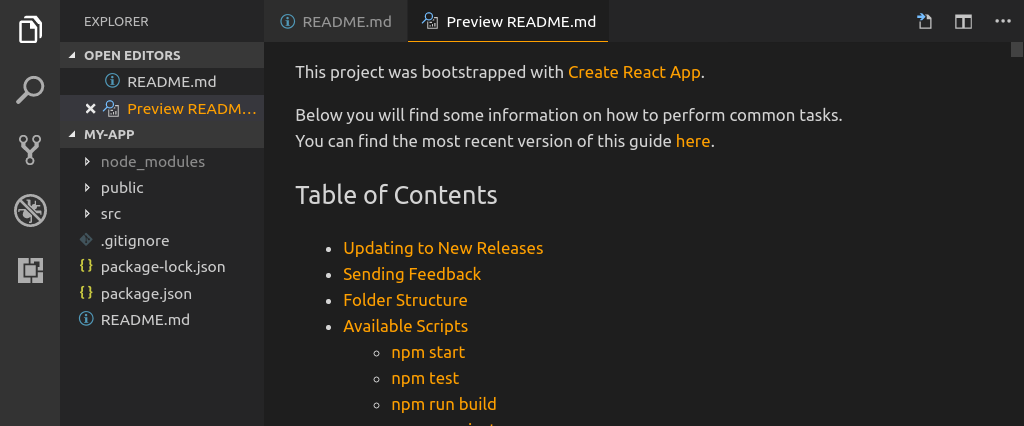 EXPLORER
OPEN EDITORS
README.md
Preview READM...
MY-APP
node_modules
public
src
.gitignore
{} package-lock.json
{} package.json
README.md
README.md
Preview README.md
This project was bootstrapped with Create React App.
Below you will find some information on how to perform common tasks.
You can find the most recent version of this guide here.
Table of Contents
• Updating to New Releases
• Sending Feedback
• Folder Structure
• Available Scripts
◦ npm start
◦ npm test
◦ npm run build